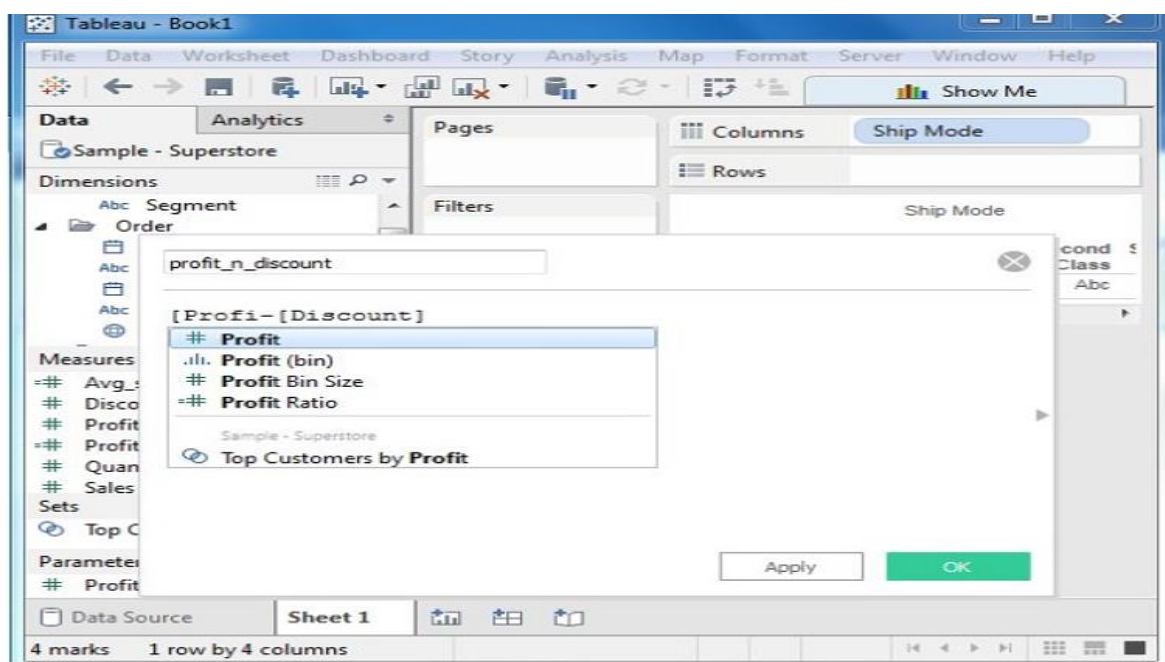 Tableau - Book1
File Data Worksheet Dashboard Story Analysis Map Format Server Window Help
Show Me
Data Analytics
Pages
Columns Ship Mode
Sample - Superstore
Rows
Dimensions
Abc Segment
Filters
Ship Mode
Order
Abc
Abc
profit_n_discount
cond S
Class
Abc
[Profi-[Discount]
Profit
Profit (bin)
Profit Bin Size
Profit Ratio
Sample - Superstore
Top Customers by Profit
Measures
Avg_s
Disco
Profit
Profit
Quan
Sales
Sets
Top C
Parameter
Profit
Apply OK
Data Source Sheet 1
4 marks 1 row by 4 columns